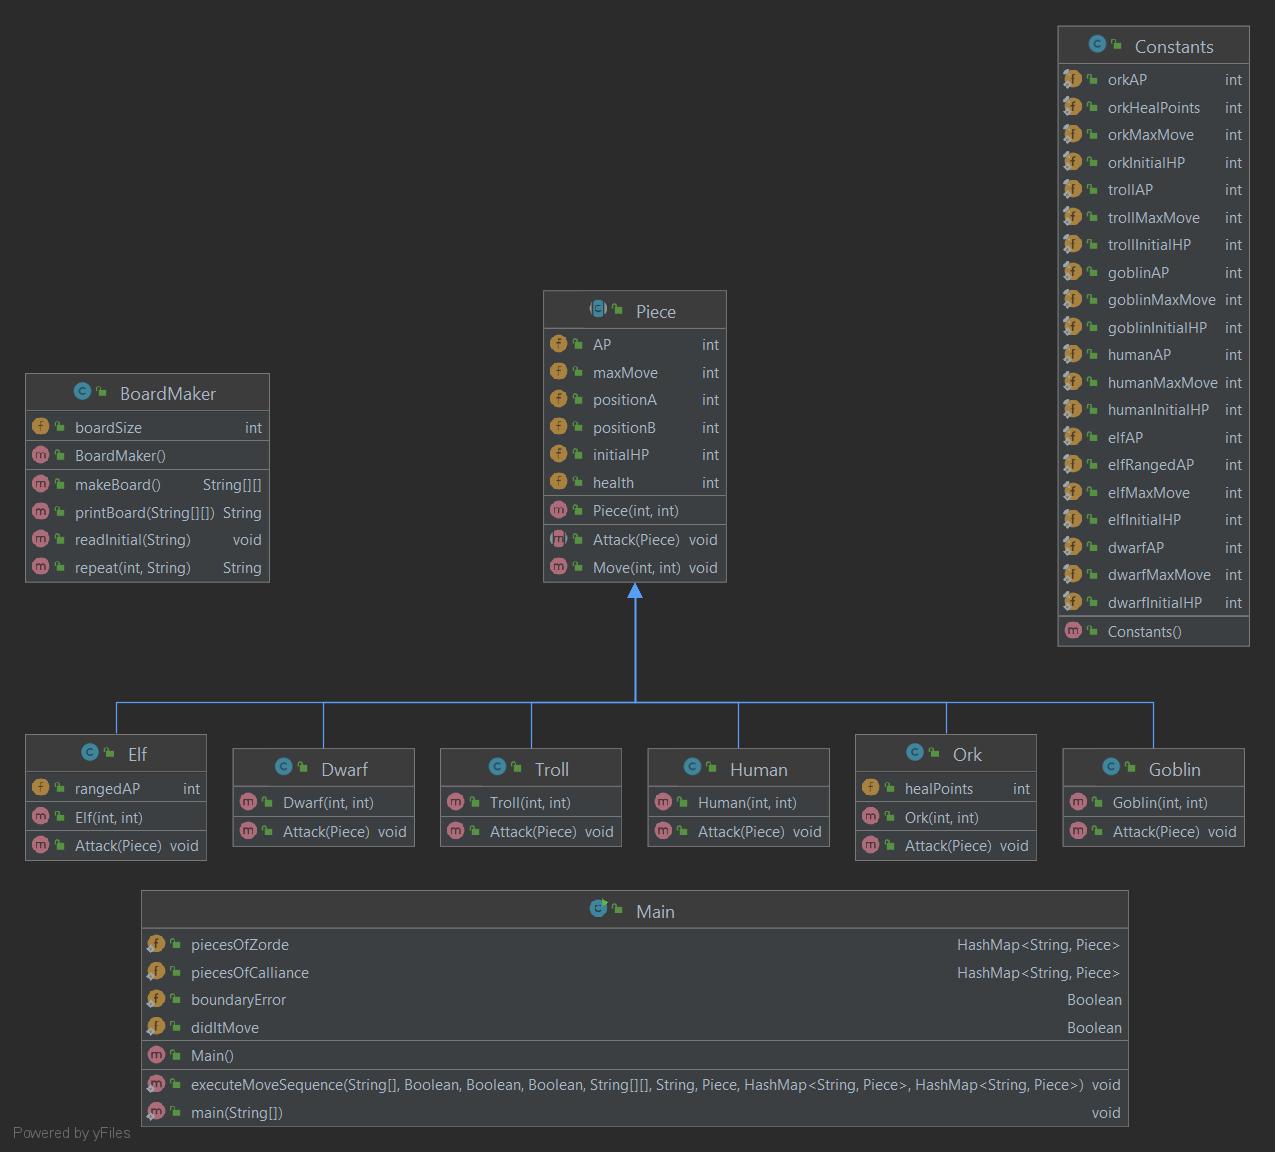 Constants
orkAP int
orkHealPoints int
orkMaxMove int
orkInitialHP int
trollAP int
trollMaxMove int
trollInitialHP int
goblinAP int
goblinMaxMove int
goblinInitialHP int
humanAP int
humanMaxMove int
humanInitialHP int
elfAP int
elfRangedAP int
elfMaxMove int
elfInitialHP int
dwarfAP int
dwarfMaxMove int
dwarfInitialHP int
Constants()
Piece
AP int
maxMove int
positionA int
positionB int
initialHP int
health int
Piece(int, int)
Attack(Piece) void
Move(int, int) void
BoardMaker
boardSize int
BoardMaker()
makeBoard() String[][]
printBoard(String[][]) String
readInitial(String) void
repeat(int, String) String
Elf
rangedAP int
Elf(int, int)
Attack(Piece) void
Dwarf
Dwarf(int, int)
Attack(Piece) void
Troll
Troll(int, int)
Attack(Piece) void
Human
Human(int, int)
Attack(Piece) void
Ork
healPoints int
Ork(int, int)
Attack(Piece) void
Goblin
Goblin(int, int)
Attack(Piece) void
Main
piecesOfZorde HashMap<String, Piece>
piecesOfCalliance HashMap<String, Piece>
boundaryError Boolean
didItMove Boolean
Main()
executeMoveSequence(String[], Boolean, Boolean, Boolean, String[][], String, Piece, HashMap<String, Piece>, HashMap<String, Piece>) void
main(String[]) void
Powered by yFiles